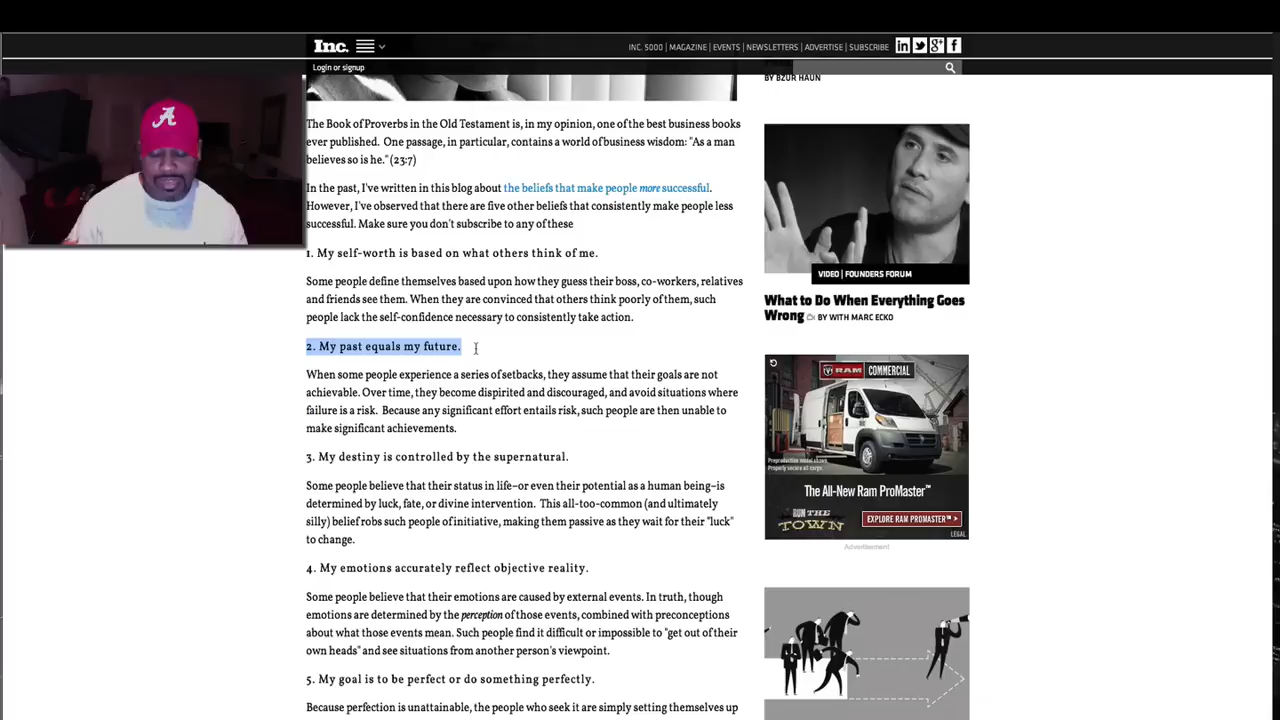 Inc.
INC. 5000 | MAGAZINE | EVENTS | NEWSLETTERS | ADVERTISE | SUBSCRIBE
Login or signup
A
The Book of Proverbs in the Old Testament is, in my opinion, one of the best business books
ever published. One passage, in particular, contains a world of business wisdom: "As a man
believes so is he." (23:7)
In the past, I've written in this blog about the beliefs that make people more successful.
However, I've observed that there are five other beliefs that consistently make people less
successful. Make sure you don't subscribe to any of these
1. My self-worth is based on what others think of me.
Some people define themselves based upon how they guess their boss, co-workers, relatives
and friends see them. When they are convinced that others think poorly of them, such
people lack the self-confidence necessary to consistently take action.
2. My past equals my future.
When some people experience a series of setbacks, they assume that their goals are not
achievable. Over time, they become dispirited and discouraged, and avoid situations where
failure is a risk. Because any significant effort entails risk, such people are then unable to
make significant achievements.
3. My destiny is controlled by the supernatural.
Some people believe that their status in life–or even their potential as a human being–is
determined by luck, fate, or divine intervention. This all-too-common (and ultimately
silly) belief robs such people of initiative, making them passive as they wait for their "luck"
to change.
4. My emotions accurately reflect objective reality.
Some people believe that their emotions are caused by external events. In truth, though
emotions are determined by the perception of those events, combined with preconceptions
about what those events mean. Such people find it difficult or impossible to "get out of their
own heads" and see situations from another person's viewpoint.
5. My goal is to be perfect or do something perfectly.
Because perfection is unattainable, the people who seek it are simply setting themselves up
BY BZUR HAUN
VIDEO | FOUNDERS FORUM
What to Do When Everything Goes
Wrong BY WITH MARC ECKO
RAM COMMERCIAL
Preproduction model shown.
Properly secure all cargo.
The All-New Ram ProMaster™
RUN THE
TOWN
EXPLORE RAM PROMASTER™ >
LEGAL
Advertisement